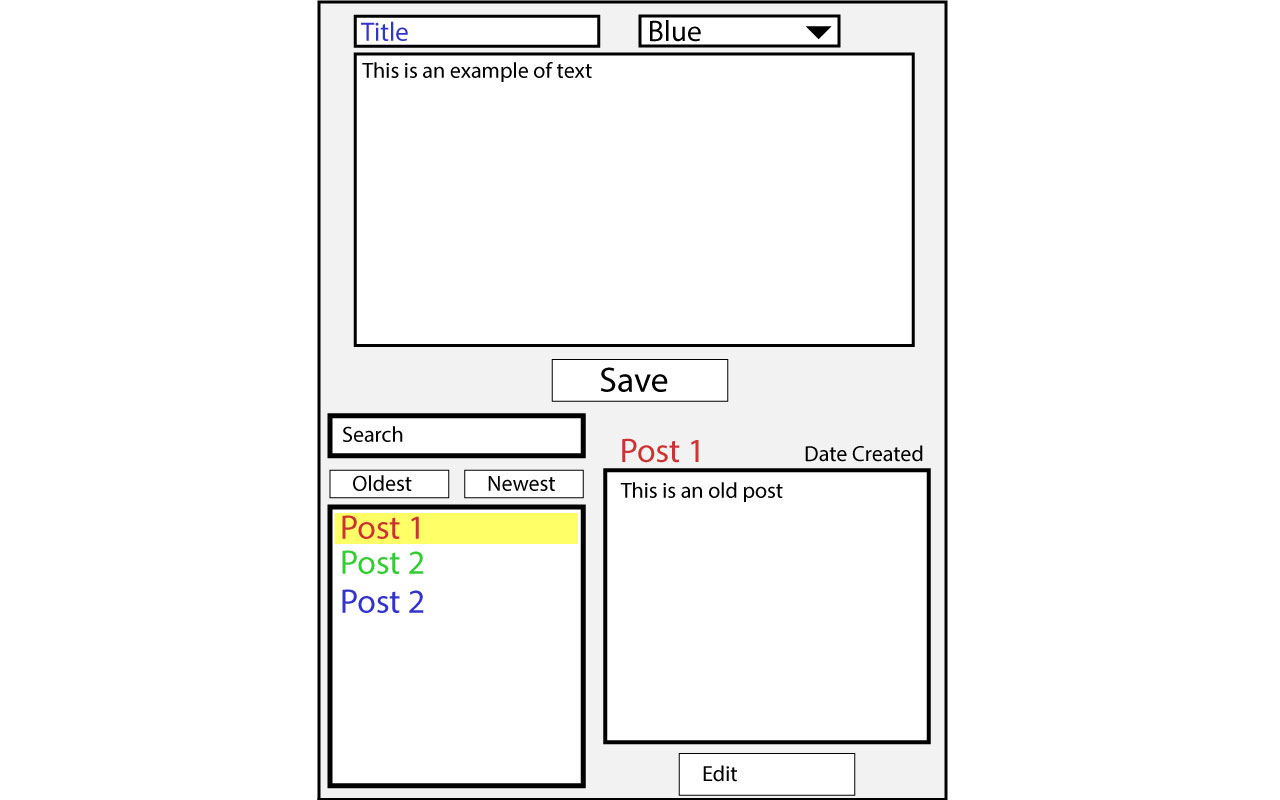 Title
Blue
This is an example of text
Save
Search
Oldest
Newest
Post 1
Post 2
Post 2
Post 1
Date Created
This is an old post
Edit